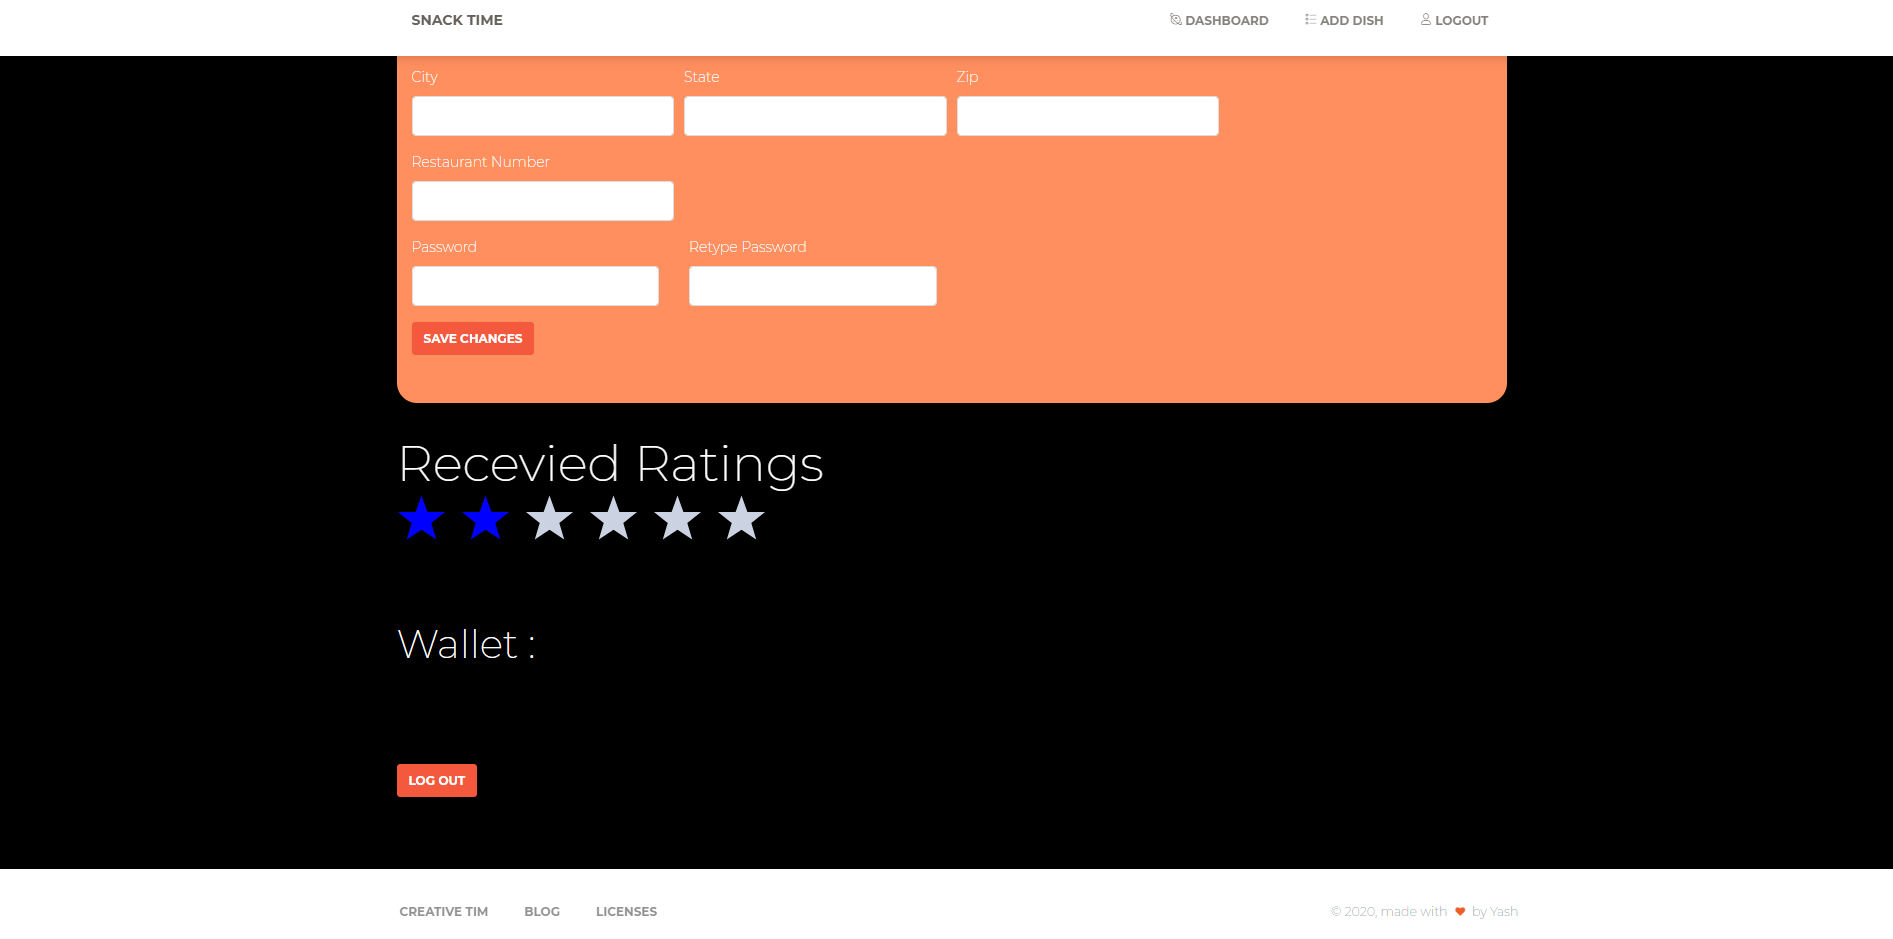 SNACK TIME DASHBOARD ADD DISH LOGOUT
City State Zip
Restaurant Number
Password Retype Password
SAVE CHANGES
Recevied Ratings
Wallet :
LOG OUT
CREATIVE TIM BLOG LICENSES © 2020, made with by Yash